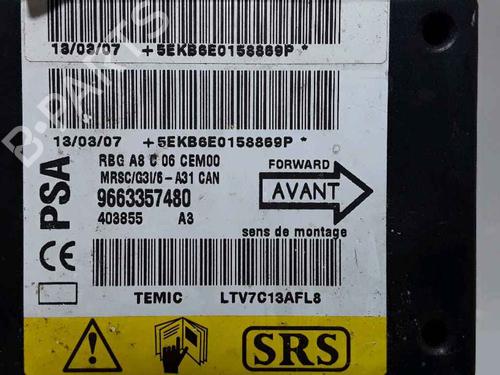 13/03/07 +5EKB6E0158869P *
13/03/07 +5EKB6E0158869P *
PSA
RBG A8 C 06 CEM00
MRSC/G3I/6-A31 CAN
9663357480
403855 A3
FORWARD
AVANT
sens de montage
CE
TEMIC LTV7C13AFL8
SRS
B-PARTS